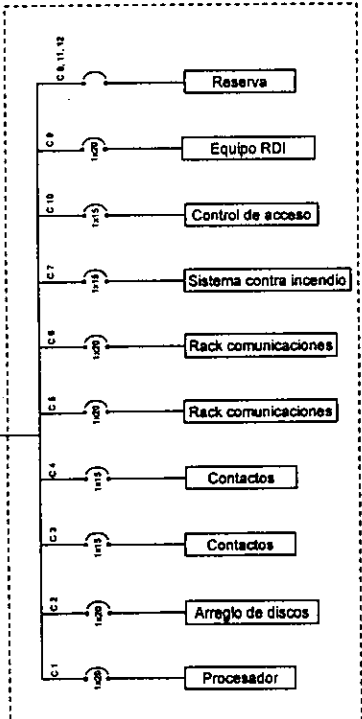 C 8, 11, 12 Reserva
C 9 1x20 Equipo RDI
C 10 1x15 Control de acceso
C 7 1x15 Sistema contra incendio
C 6 1x20 Rack comunicaciones
C 5 1x20 Rack comunicaciones
C 4 1x15 Contactos
C 3 1x15 Contactos
C 2 1x20 Arreglo de discos
C 1 1x20 Procesador